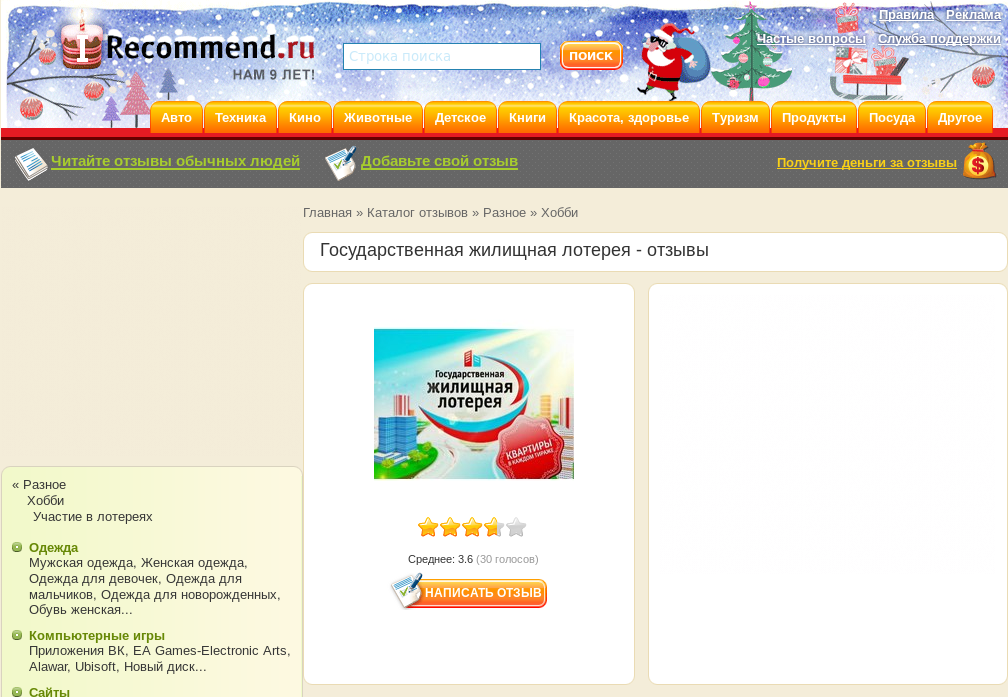 Правила Реклама
Частые вопросы Служба поддержки
IRecommend.ru
НАМ 9 ЛЕТ!
Строка поиска
ПОИСК
Авто Техника Кино Животные Детское Книги Красота, здоровье Туризм Продукты Посуда Другое
Читайте отзывы обычных людей Добавьте свой отзыв Получите деньги за отзывы
Главная » Каталог отзывов » Разное » Хобби
Государственная жилищная лотерея - отзывы
Государственная
жилищная
лотерея
КВАРТИРЫ
В КАЖДОМ ТИРАЖЕ
Среднее: 3.6 (30 голосов)
НАПИСАТЬ ОТЗЫВ
« Разное
Хобби
Участие в лотереях
Одежда
Мужская одежда, Женская одежда,
Одежда для девочек, Одежда для
мальчиков, Одежда для новорожденных,
Обувь женская...
Компьютерные игры
Приложения ВК, EA Games-Electronic Arts,
Alawar, Ubisoft, Новый диск...
Сайты